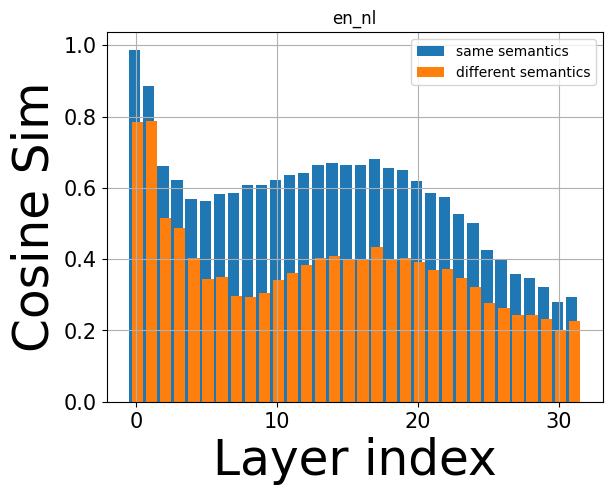 en_nl
same semantics
different semantics
Cosine Sim
1.0
0.8
0.6
0.4
0.2
0.0
0 10 20 30
Layer index